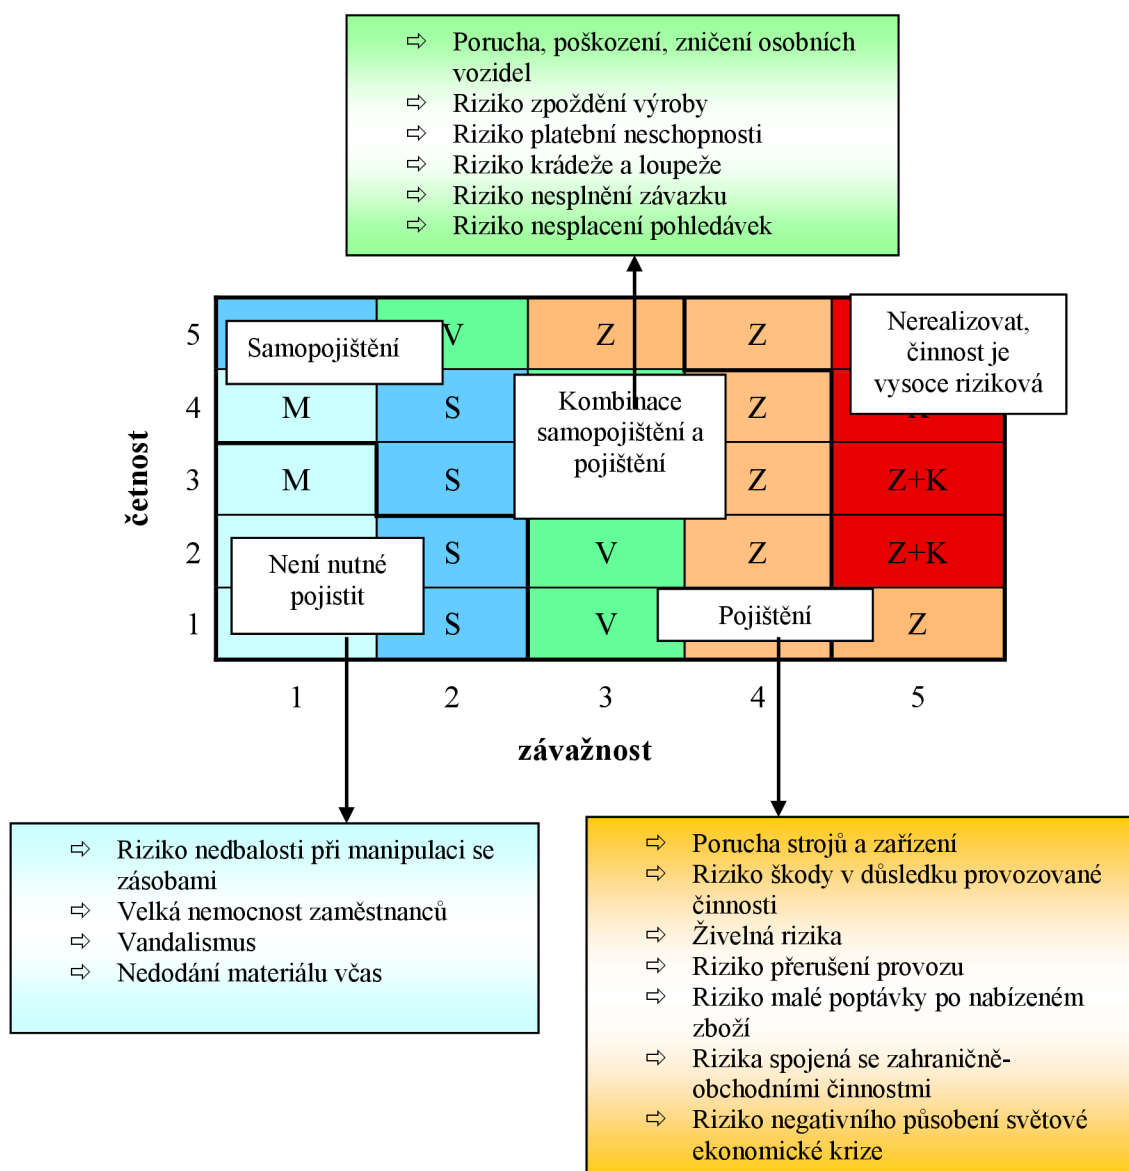 ⇨ Porucha, poškození, zničení osobních
vozidel
⇨ Riziko zpoždění výroby
⇨ Riziko platební neschopnosti
⇨ Riziko krádeže a loupeže
⇨ Riziko nesplnění závazku
⇨ Riziko nesplacení pohledávek
četnost
5 V Z Z
Samopojištění
Nerealizovat,
činnost je
vysoce riziková
4 M S Z
Kombinace
samopojištění a
pojištění
3 M S Z Z+K
2 S V Z Z+K
Není nutné
pojistit
1 S V Z
Pojištění
1 2 3 4 5
závažnost
⇨ Riziko nedbalosti při manipulaci se
zásobami
⇨ Velká nemocnost zaměstnanců
⇨ Vandalismus
⇨ Nedodání materiálu včas
⇨ Porucha strojů a zařízení
⇨ Riziko škody v důsledku provozované
činnosti
⇨ Živelná rizika
⇨ Riziko přerušení provozu
⇨ Riziko malé poptávky po nabízeném
zboží
⇨ Rizika spojená se zahraničně-
obchodními činnostmi
⇨ Riziko negativního působení světové
ekonomické krize